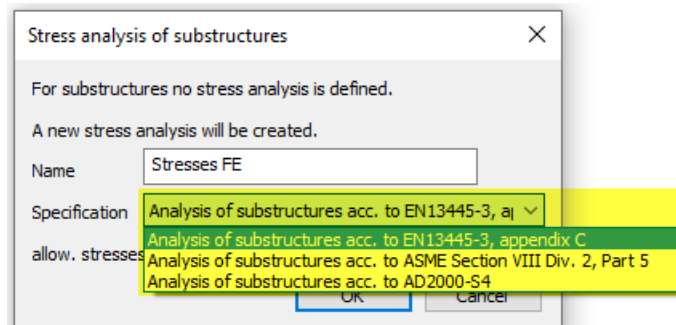 Stress analysis of substructures
For substructures no stress analysis is defined.
A new stress analysis will be created.
Name Stresses FE
Specification Analysis of substructures acc. to EN13445-3, ap
Analysis of substructures acc. to EN13445-3, appendix C
allow. stresses Analysis of substructures acc. to ASME Section VIII Div. 2, Part 5
Analysis of substructures acc. to AD2000-S4
OK Cancel